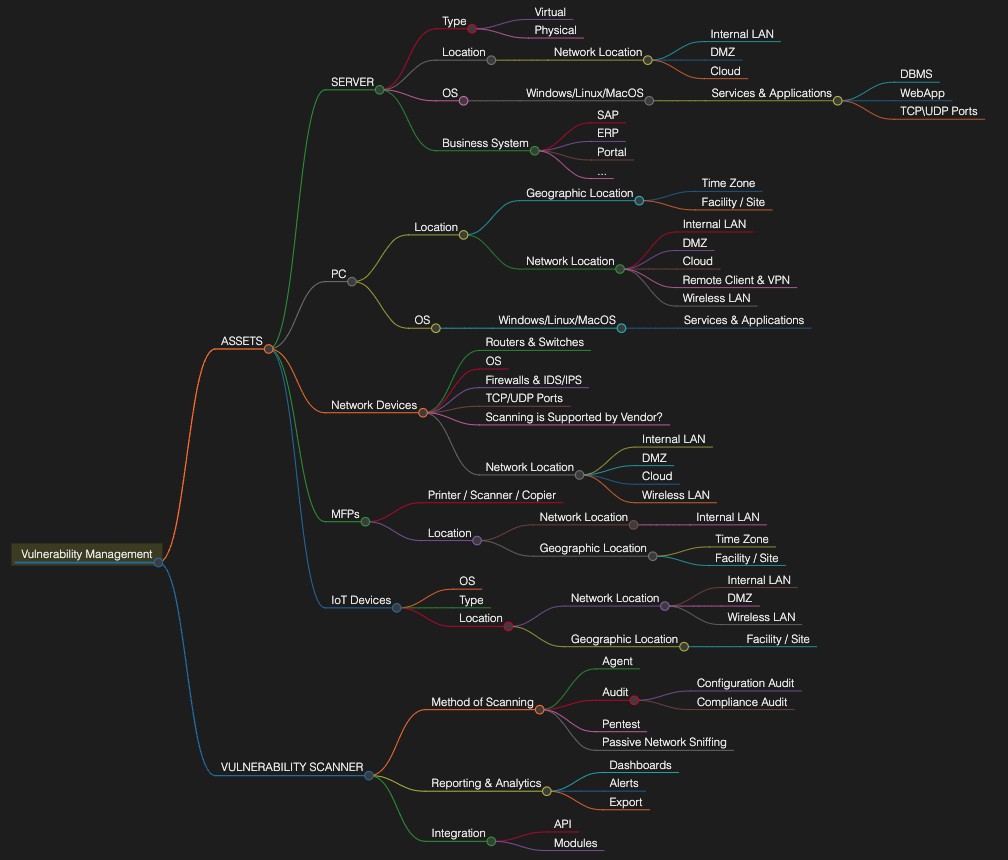 Vulnerability Management
ASSETS
SERVER
Type
Virtual
Physical
Location
Network Location
Internal LAN
DMZ
Cloud
OS
Windows/Linux/MacOS
Services & Applications
DBMS
WebApp
TCP\UDP Ports
Business System
SAP
ERP
Portal
...
PC
Location
Geographic Location
Time Zone
Facility / Site
Network Location
Internal LAN
DMZ
Cloud
Remote Client & VPN
Wireless LAN
OS
Windows/Linux/MacOS
Services & Applications
Network Devices
Routers & Switches
OS
Firewalls & IDS/IPS
TCP/UDP Ports
Scanning is Supported by Vendor?
Network Location
Internal LAN
DMZ
Cloud
Wireless LAN
MFPs
Printer / Scanner / Copier
Location
Network Location
Internal LAN
Geographic Location
Time Zone
Facility / Site
IoT Devices
OS
Type
Location
Network Location
Internal LAN
DMZ
Wireless LAN
Geographic Location
Facility / Site
VULNERABILITY SCANNER
Method of Scanning
Agent
Audit
Configuration Audit
Compliance Audit
Pentest
Passive Network Sniffing
Reporting & Analytics
Dashboards
Alerts
Export
Integration
API
Modules